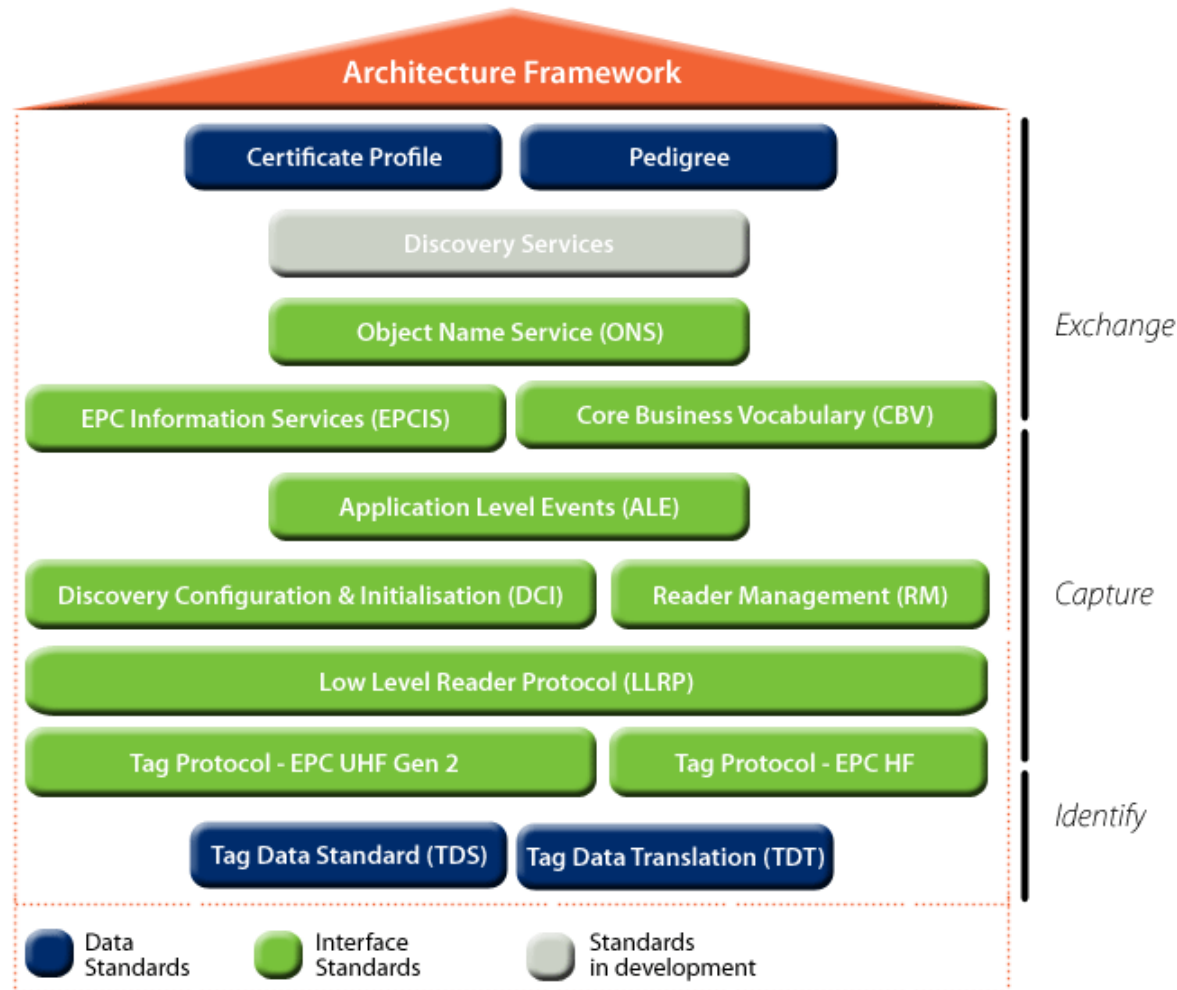 Architecture Framework
Certificate Profile
Pedigree
Discovery Services
Object Name Service (ONS)
Exchange
EPC Information Services (EPCIS)
Core Business Vocabulary (CBV)
Application Level Events (ALE)
Discovery Configuration & Initialisation (DCI)
Reader Management (RM)
Capture
Low Level Reader Protocol (LLRP)
Tag Protocol - EPC UHF Gen 2
Tag Protocol - EPC HF
Identify
Tag Data Standard (TDS)
Tag Data Translation (TDT)
Data
Standards
Interface
Standards
Standards
in development